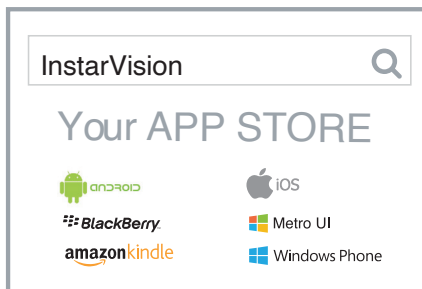 InstarVision
Your APP STORE
android iOS
BlackBerry. Metro UI
amazonkindle Windows Phone